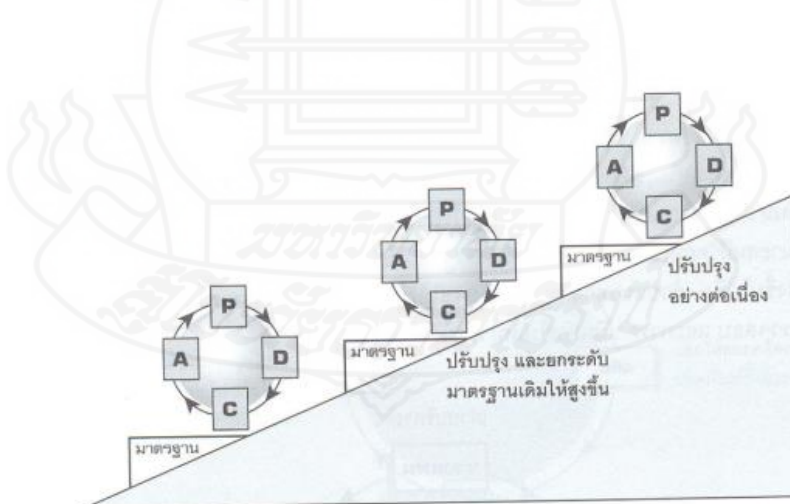 P
A
D
C
มาตรฐาน
ปรับปรุง
อย่างต่อเนื่อง
P
A
D
C
มาตรฐาน
ปรับปรุง และยกระดับ
มาตรฐานเดิมให้สูงขึ้น
P
A
D
C
มาตรฐาน